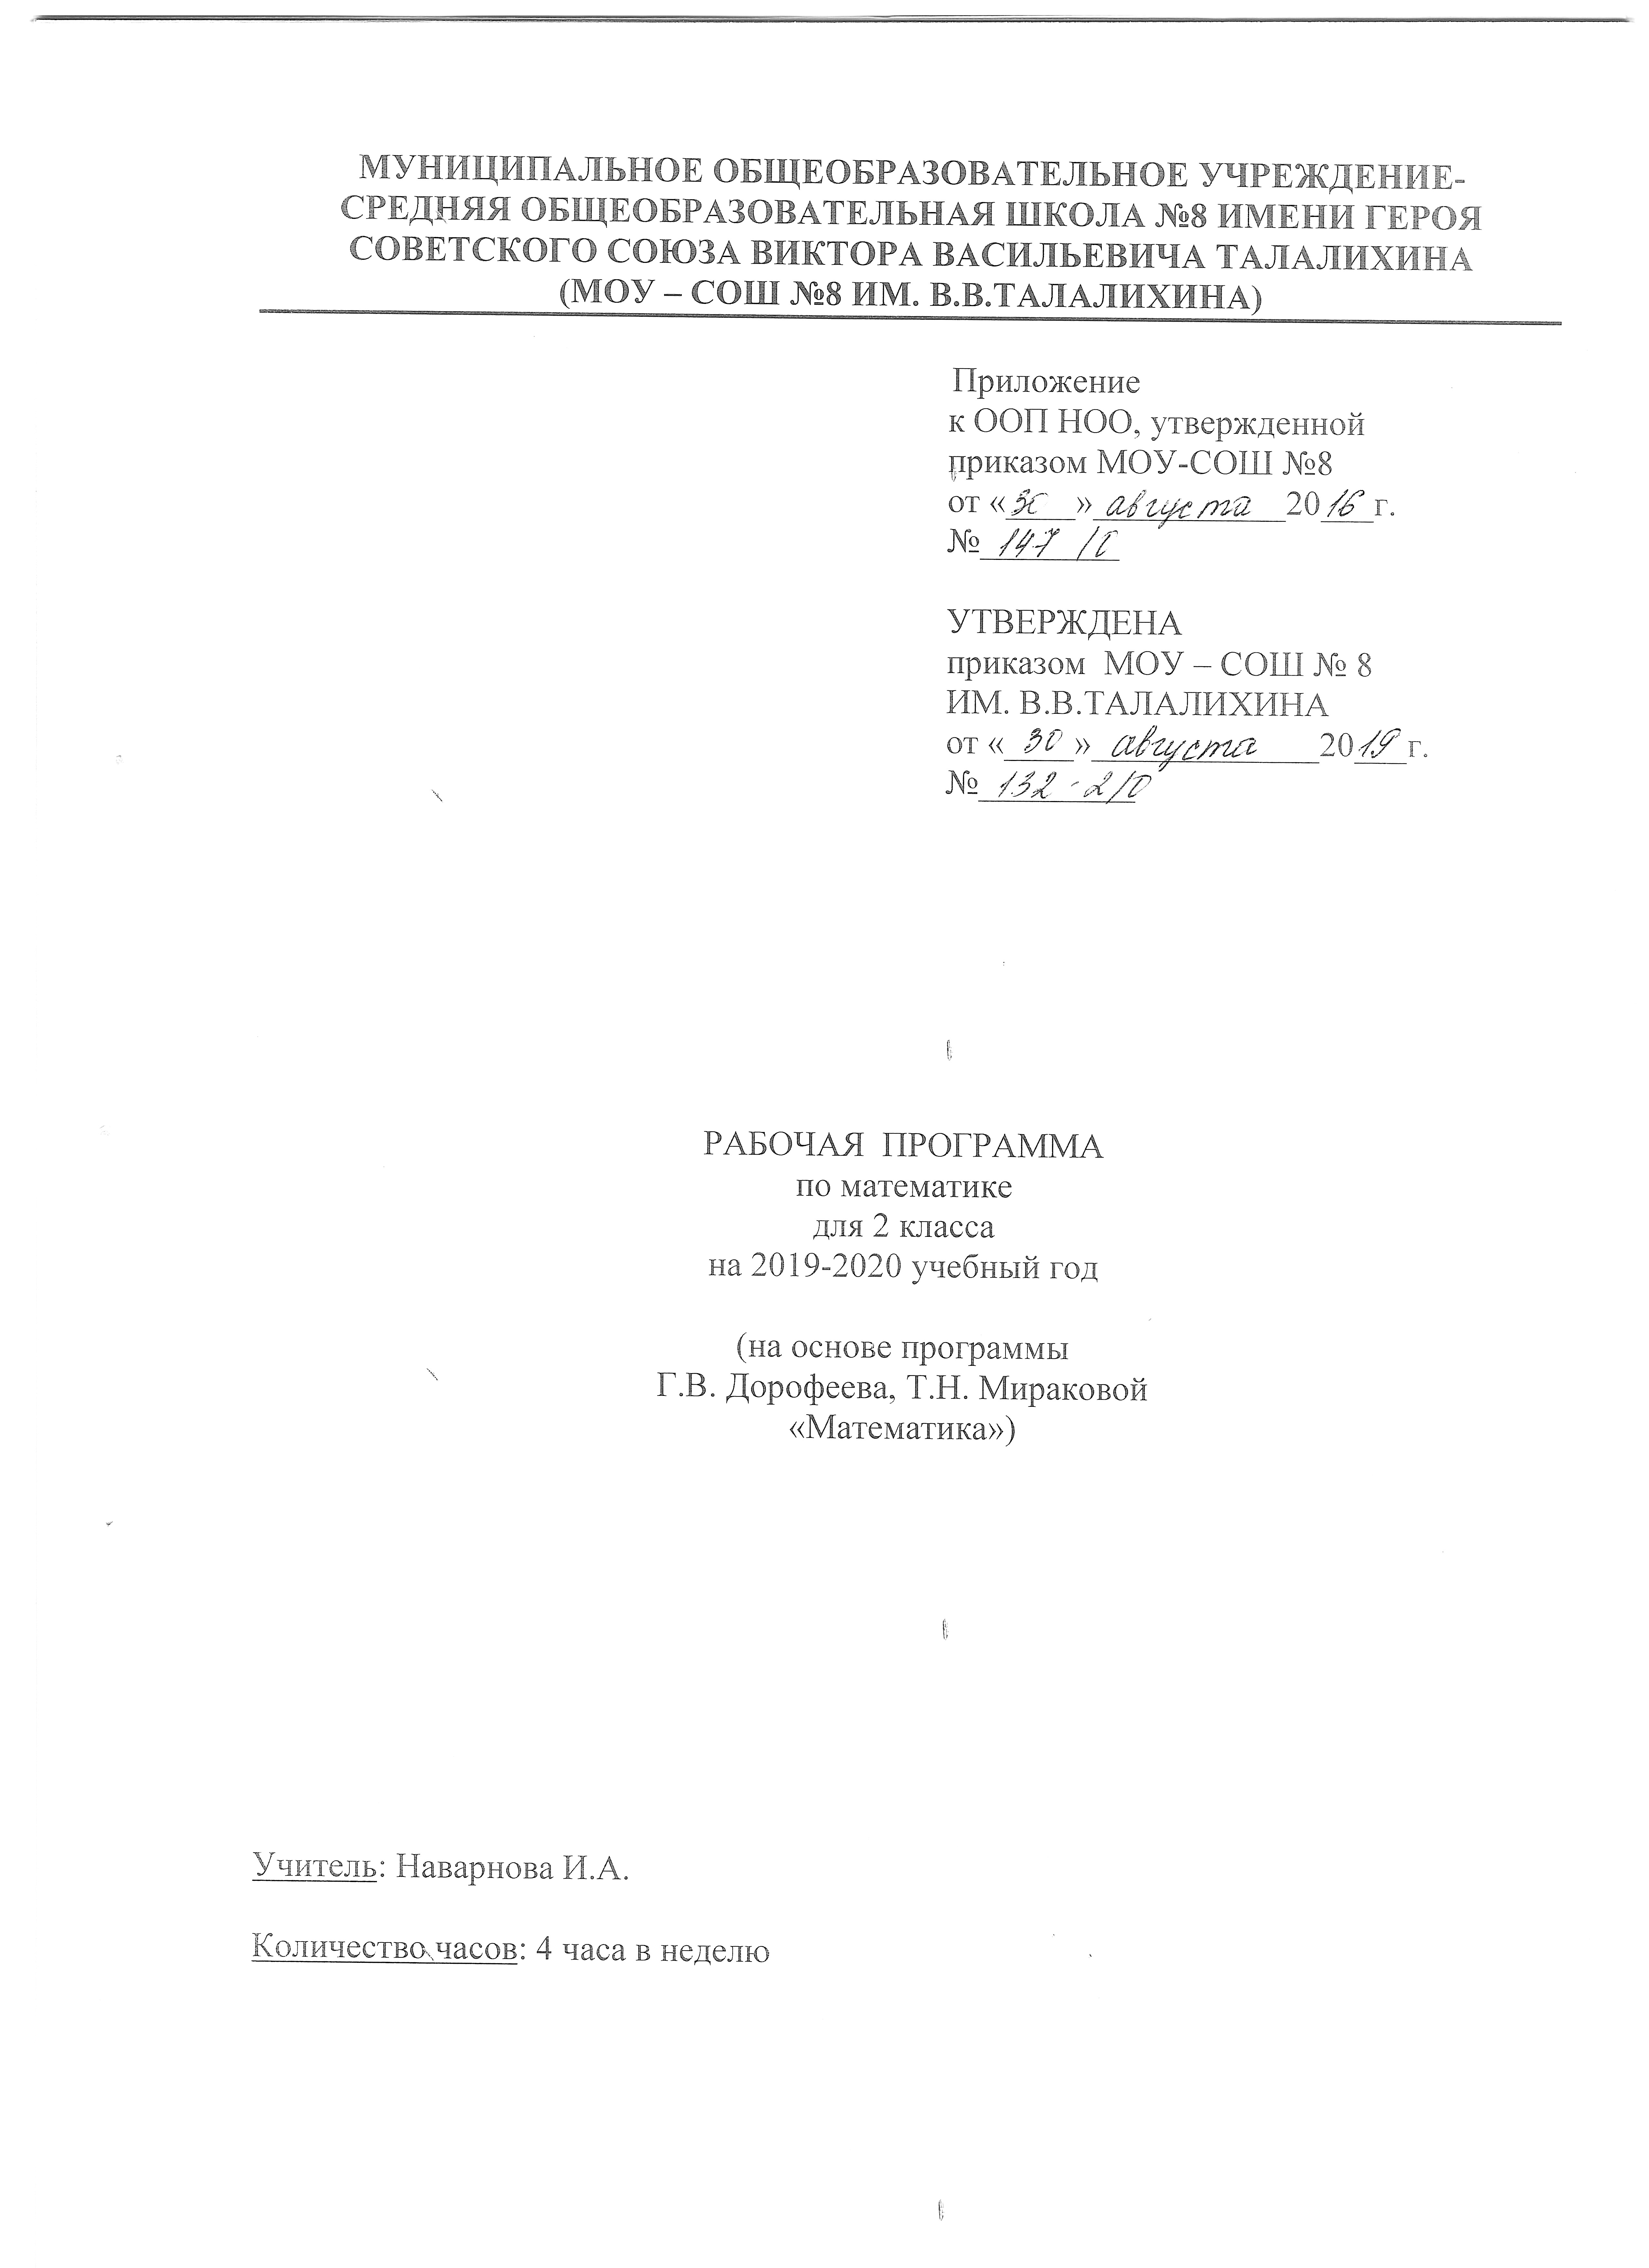 МУНИЦИПАЛЬНОЕ ОБЩЕОБРАЗОВАТЕЛЬНОЕ УЧРЕЖДЕНИЕ-
СРЕДНЯЯ ОБЩЕОБРАЗОВАТЕЛЬНАЯ ШКОЛА №8 ИМЕНИ ГЕРОЯ
СОВЕТСКОГО СОЮЗА ВИКТОРА ВАСИЛЬЕВИЧА ТАЛАЛИХИНА
(МОУ – СОШ №8 ИМ. В.В.ТАЛАЛИХИНА)
Приложение
к ООП НОО, утвержденной
приказом МОУ-СОШ №8
от «30» августа 2016 г.
№ 147 /О
УТВЕРЖДЕНА
приказом МОУ – СОШ № 8
ИМ. В.В.ТАЛАЛИХИНА
от « 30 » августа 2019 г.
№ 132-2/О
РАБОЧАЯ ПРОГРАММА
по математике
для 2 класса
на 2019-2020 учебный год
(на основе программы
Г.В. Дорофеева, Т.Н. Мираковой
«Математика»)
Учитель: Наварнова И.А.
Количество часов: 4 часа в неделю